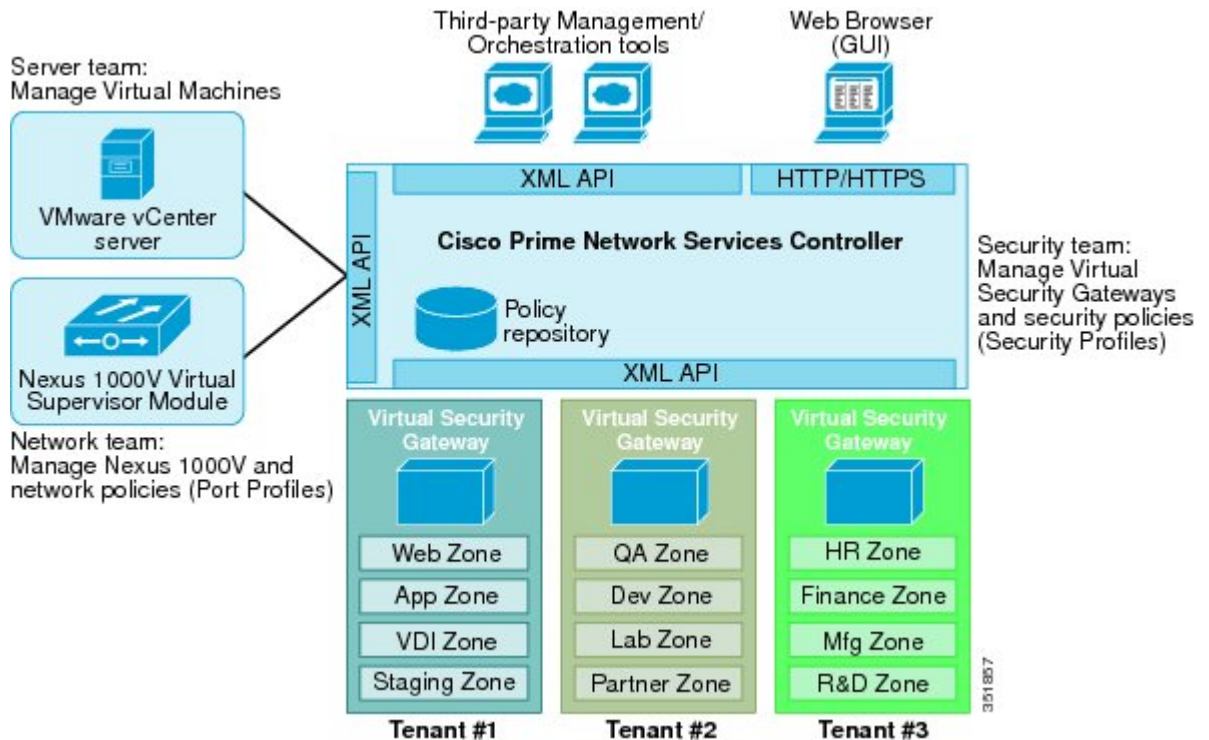 Third-party Management/
Orchestration tools
Web Browser
(GUI)
Server team:
Manage Virtual Machines
VMware vCenter
server
Nexus 1000V Virtual
Supervisor Module
Network team:
Manage Nexus 1000V and
network policies (Port Profiles)
XML API
HTTP/HTTPS
XML API
Cisco Prime Network Services Controller
Policy
repository
XML API
Security team:
Manage Virtual
Security Gateways
and security policies
(Security Profiles)
Virtual Security
Gateway
Web Zone
App Zone
VDI Zone
Staging Zone
Tenant #1
Virtual Security
Gateway
QA Zone
Dev Zone
Lab Zone
Partner Zone
Tenant #2
Virtual Security
Gateway
HR Zone
Finance Zone
Mfg Zone
R&D Zone
Tenant #3
351857